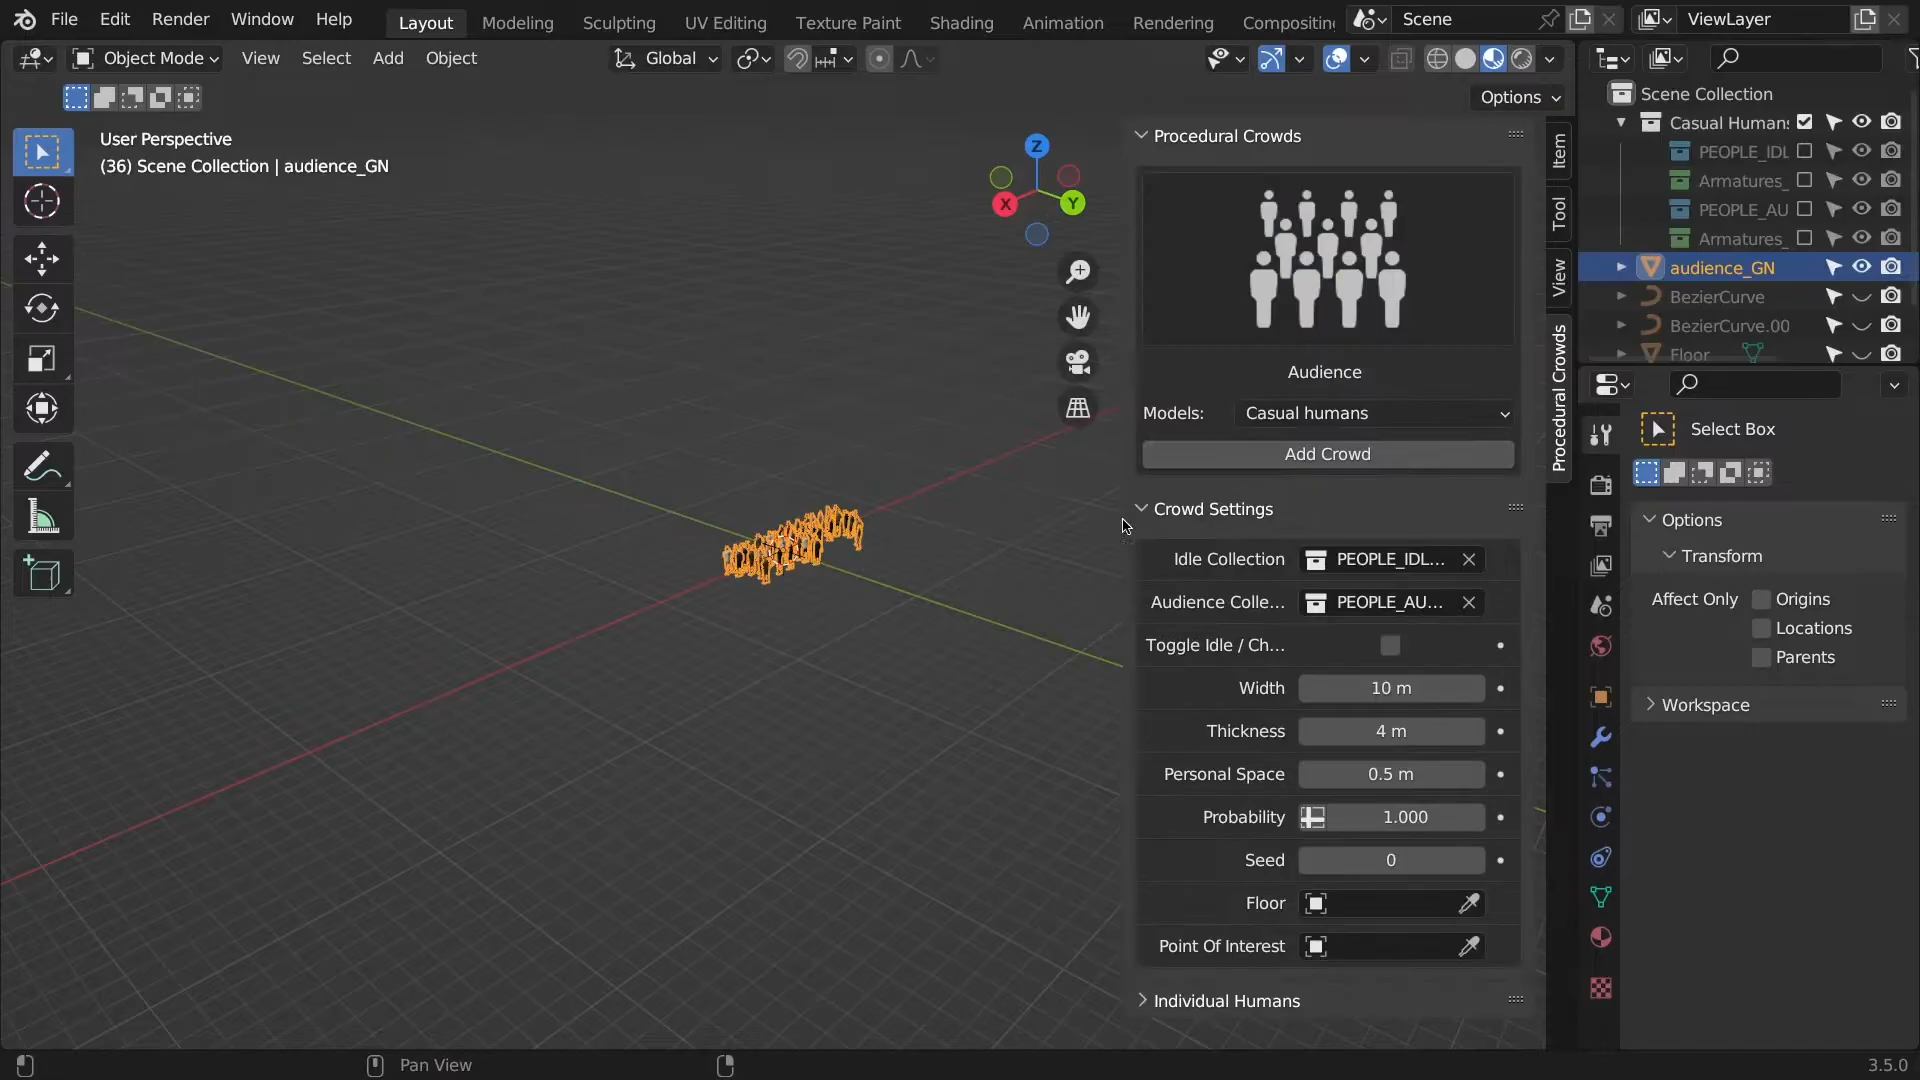 File Edit Render Window Help Layout Modeling Sculpting UV Editing Texture Paint Shading Animation Rendering Compositin Scene ViewLayer
Object Mode View Select Add Object Global
Options
User Perspective
(36) Scene Collection | audience_GN
Z
X
Y
Procedural Crowds
Audience
Models: Casual humans
Add Crowd
Crowd Settings
Idle Collection PEOPLE_IDL...
Audience Colle... PEOPLE_AU...
Toggle Idle / Ch...
Width 10 m
Thickness 4 m
Personal Space 0.5 m
Probability 1.000
Seed 0
Floor
Point Of Interest
Individual Humans
Item
Tool
View
Procedural Crowds
Scene Collection
Casual Humans
PEOPLE_IDL
Armatures_
PEOPLE_AU
Armatures_
audience_GN
BezierCurve
BezierCurve.00
Floor
Select Box
Options
Transform
Affect Only Origins
Locations
Parents
Workspace
Pan View
3.5.0